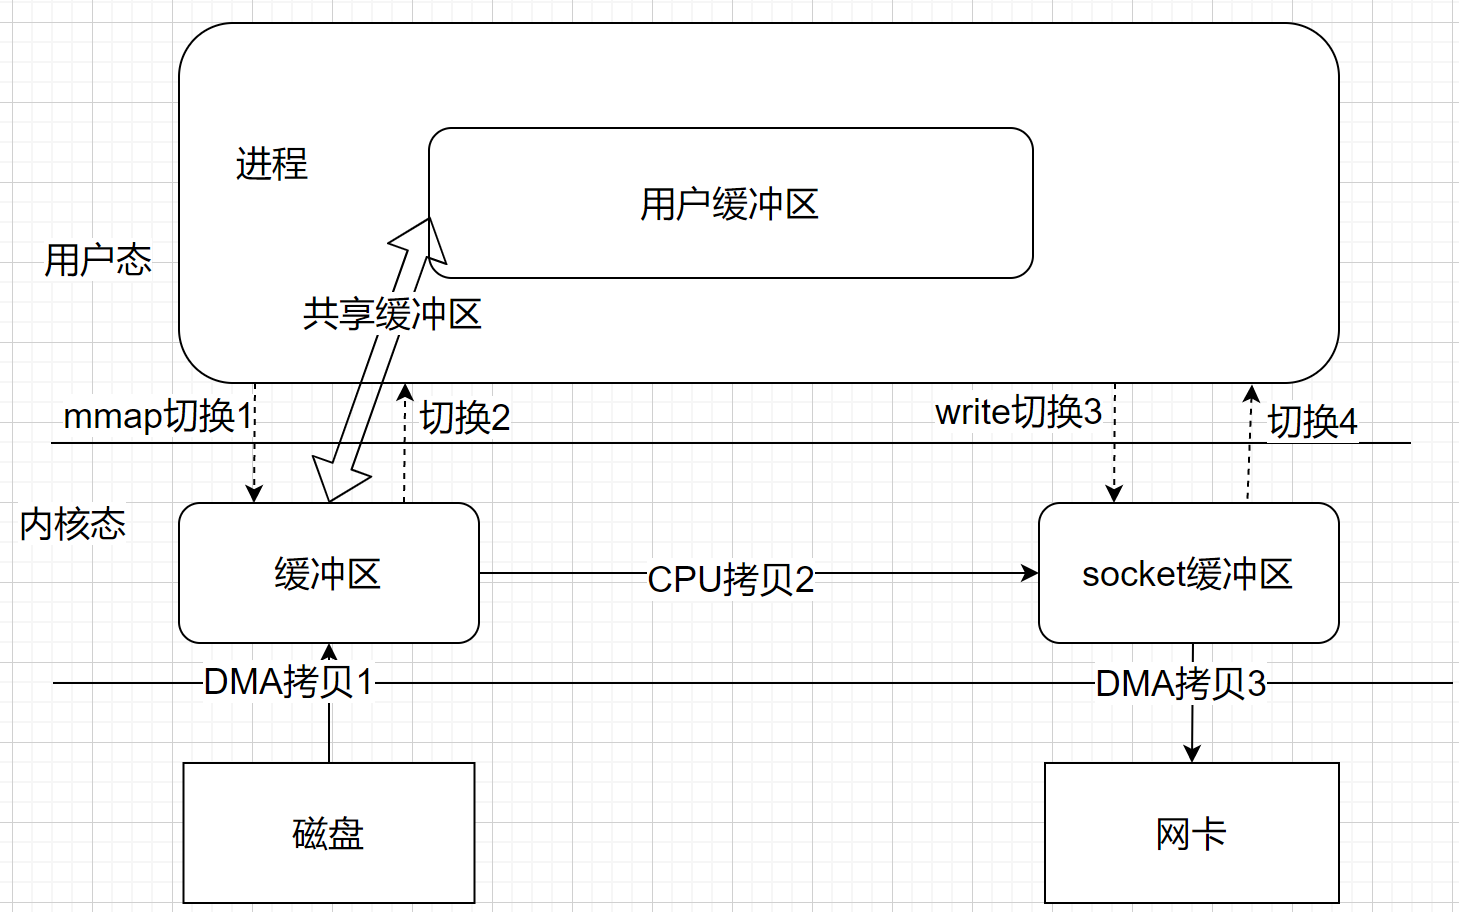 进程
用户缓冲区
用户态
共享缓冲区
mmap切换1
切换2
write切换3
切换4
内核态
缓冲区
CPU拷贝2
socket缓冲区
DMA拷贝1
DMA拷贝3
磁盘
网卡